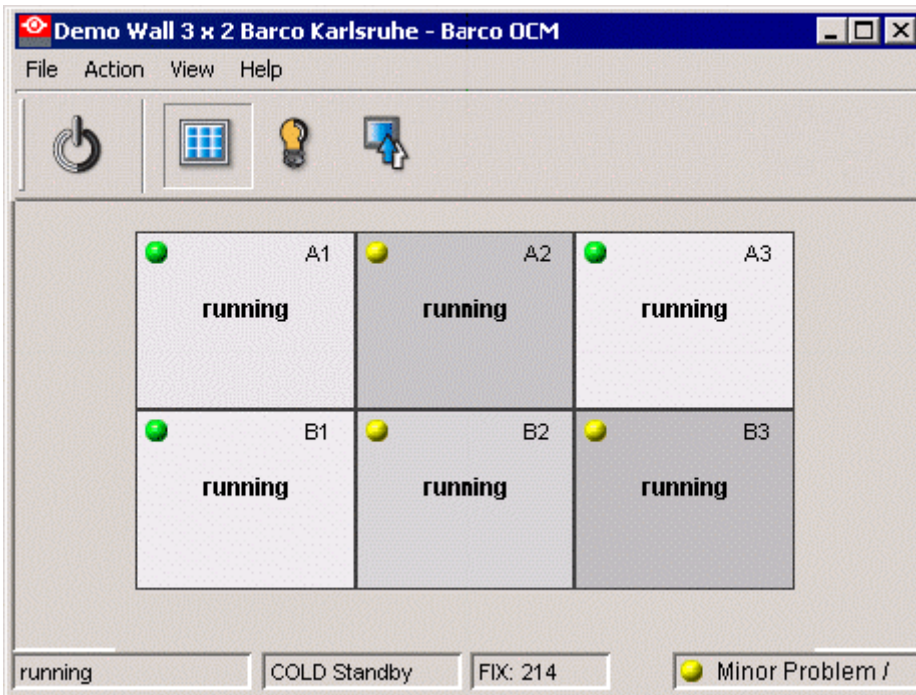 Demo Wall 3 x 2 Barco Karlsruhe - Barco OCM
File Action View Help
A1 A2 A3
running running running
B1 B2 B3
running running running
running COLD Standby FIX: 214 Minor Problem /